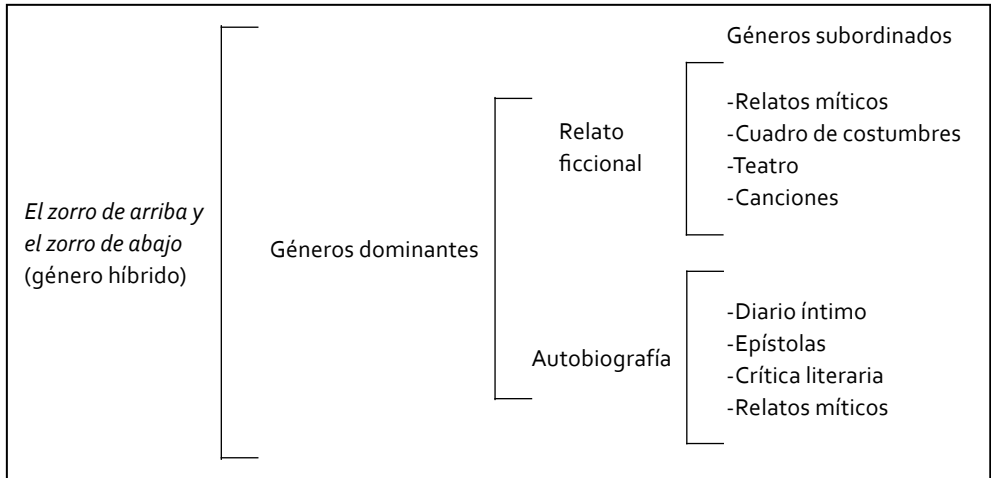 El zorro de arriba y
el zorro de abajo
(género híbrido)
Géneros dominantes
Relato
ficcional
Géneros subordinados
-Relatos míticos
-Cuadro de costumbres
-Teatro
-Canciones
Autobiografía
-Diario íntimo
-Epístolas
-Crítica literaria
-Relatos míticos